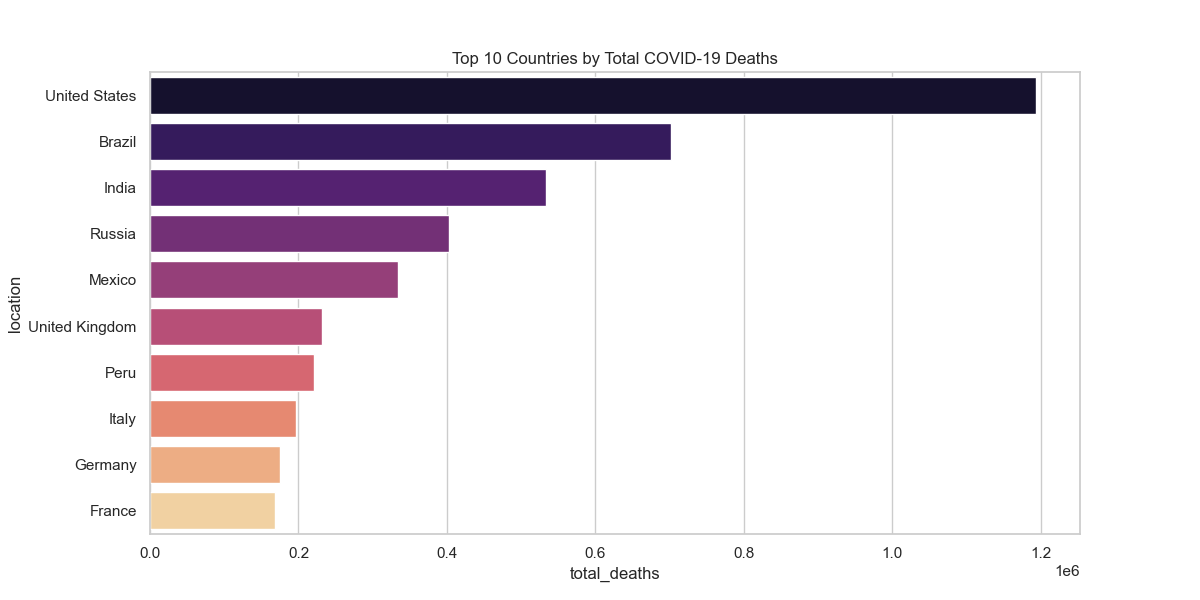 Top 10 Countries by Total COVID-19 Deaths
United States
Brazil
India
Russia
Mexico
United Kingdom
Peru
Italy
Germany
France
location
0.0 0.2 0.4 0.6 0.8 1.0 1.2
1e6
total_deaths